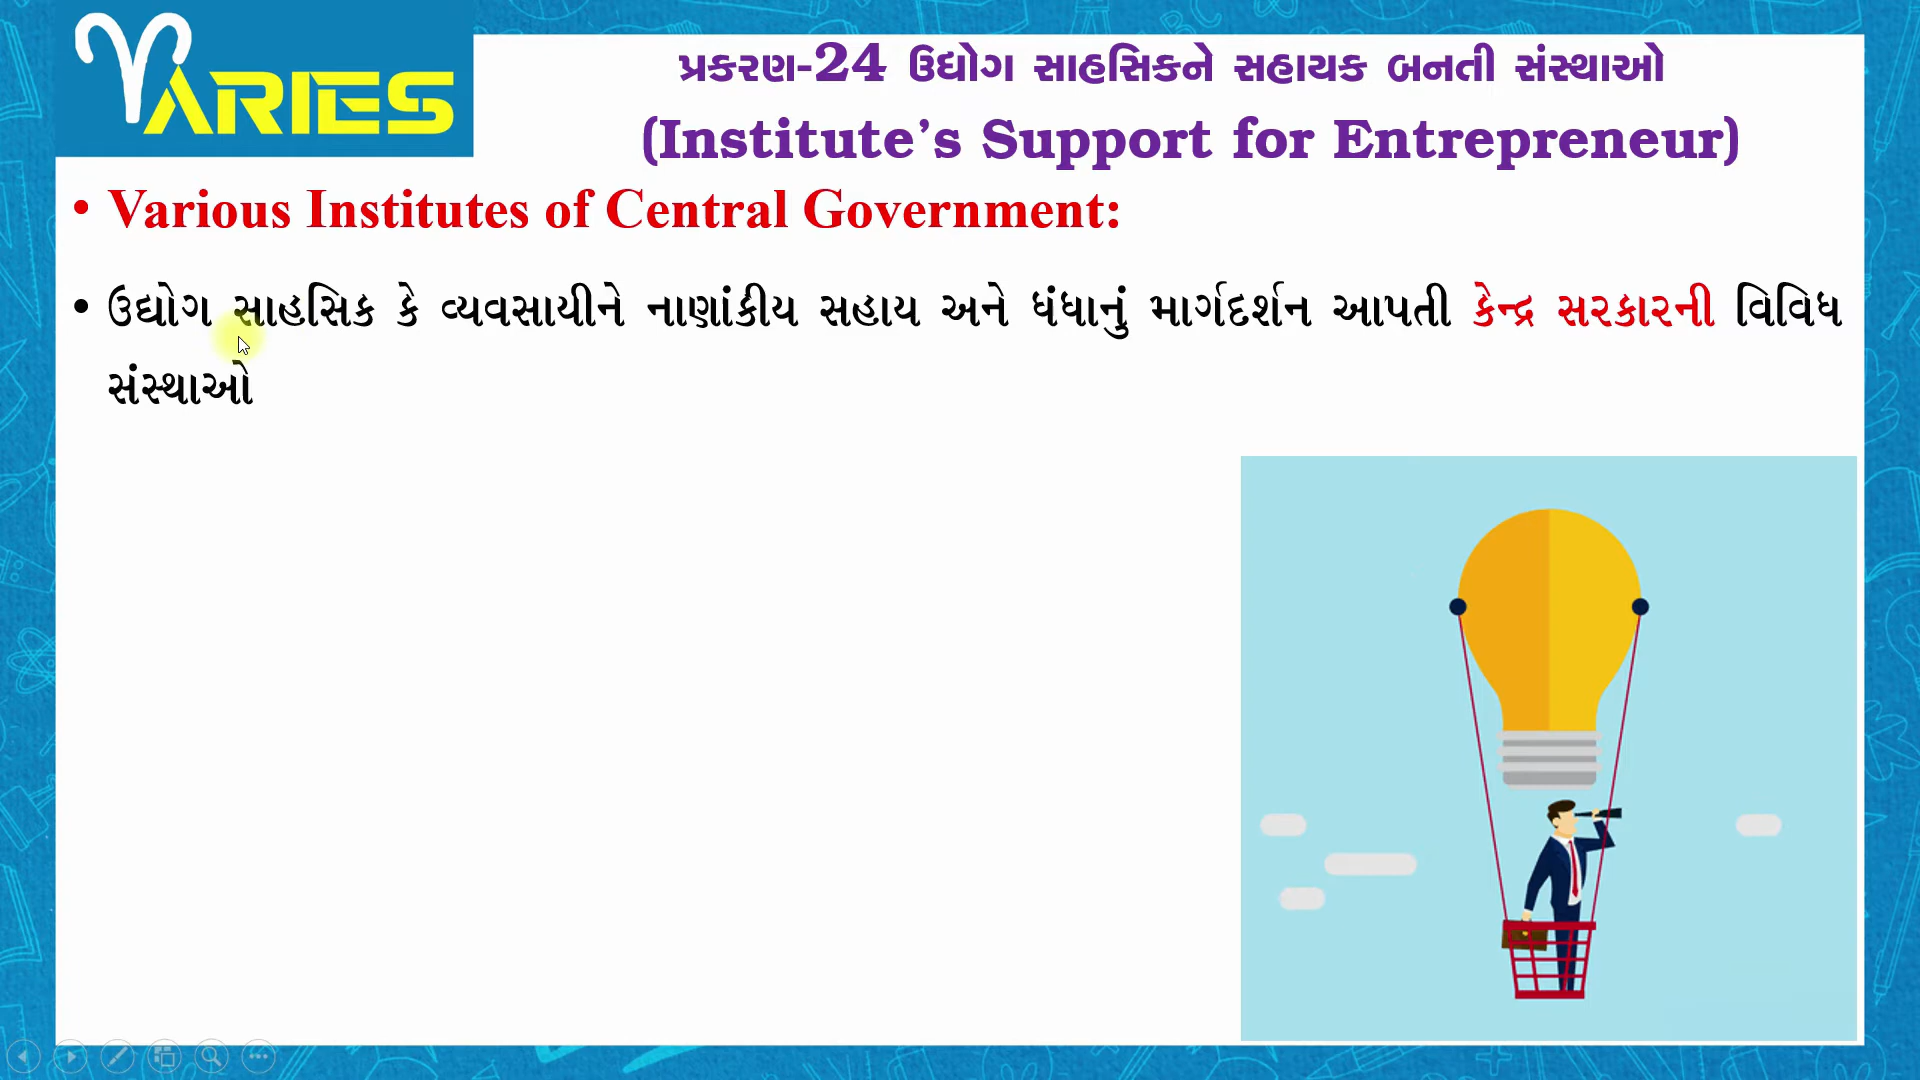 ARIES
પ્રકરણ-24 ઉદ્યોગ સાહસિકને સહાયક બનતી સંસ્થાઓ
(Institute’s Support for Entrepreneur)
• Various Institutes of Central Government:
• ઉદ્યોગ સાહસિક કે વ્યવસાયીને નાણાંકીય સહાય અને ધંધાનું માર્ગદર્શન આપતી કેન્દ્ર સરકારની વિવિધ
સંસ્થાઓ